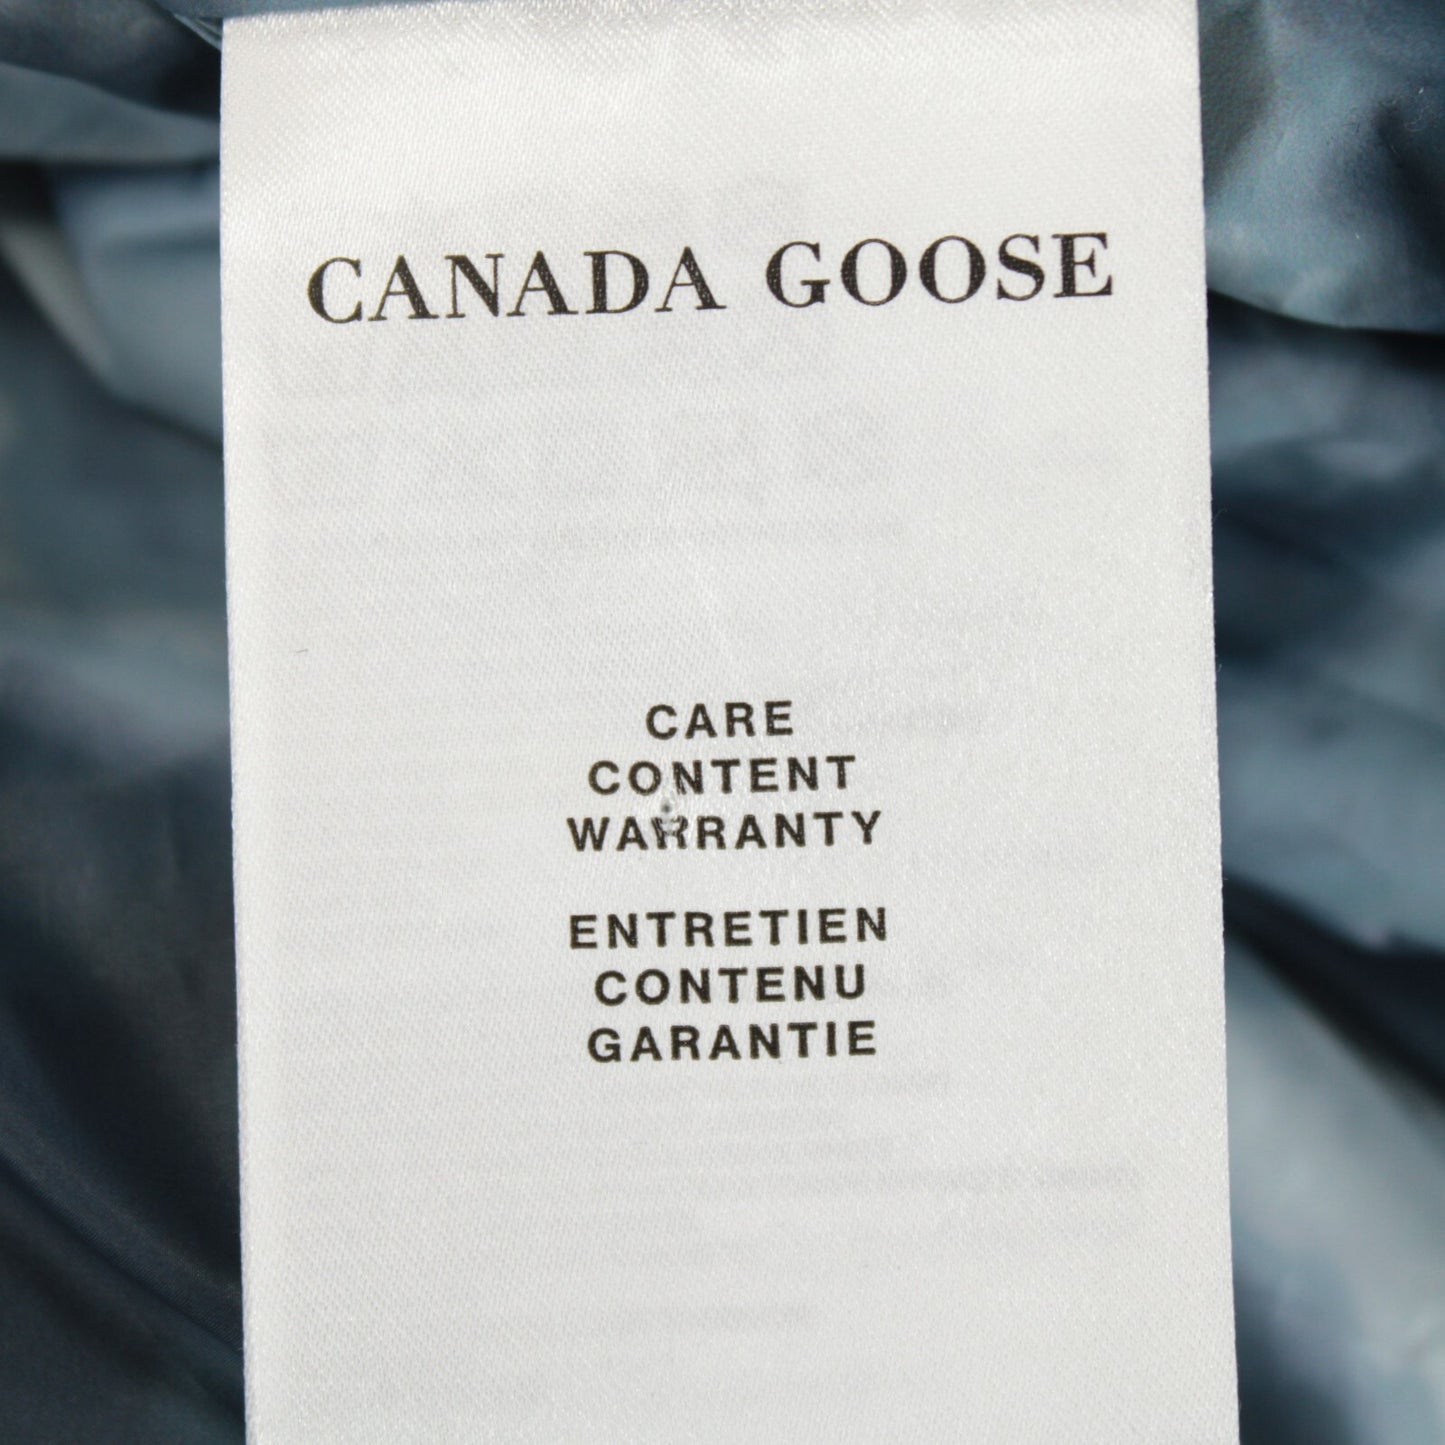 CANADA GOOSE
CARE
CONTENT
WARRANTY
ENTRETIEN
CONTENU
GARANTIE